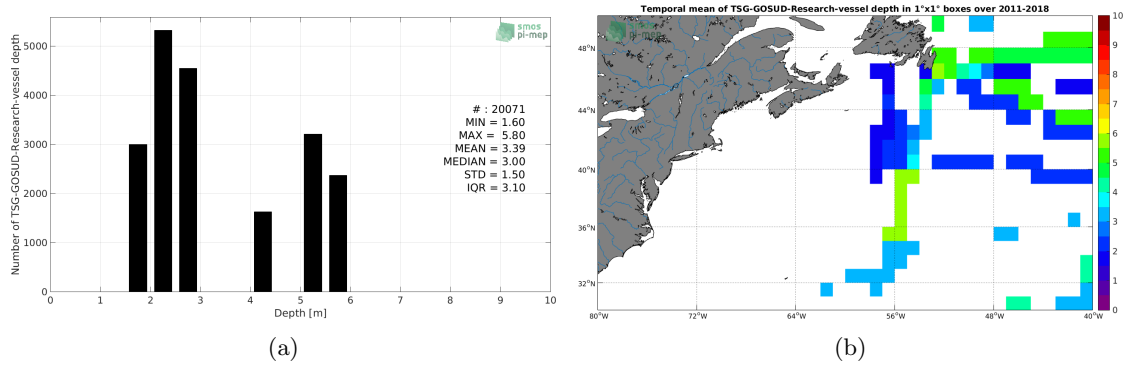 Number of TSG-GOSUD-Research-vessel depth
5000
4000
3000
2000
1000
0
0 1 2 3 4 5 6 7 8 9 10
Depth [m]
smos
pi-mep
# : 20071
MIN = 1.60
MAX = 5.80
MEAN = 3.39
MEDIAN = 3.00
STD = 1.50
IQR = 3.10
(a)
Temporal mean of TSG-GOSUD-Research-vessel depth in 1°x1° boxes over 2011-2018
smos
pi-mep
48°N
44°N
40°N
36°N
32°N
80°W 72°W 64°W 56°W 48°W 40°W
10
9
8
7
6
5
4
3
2
1
0
(b)